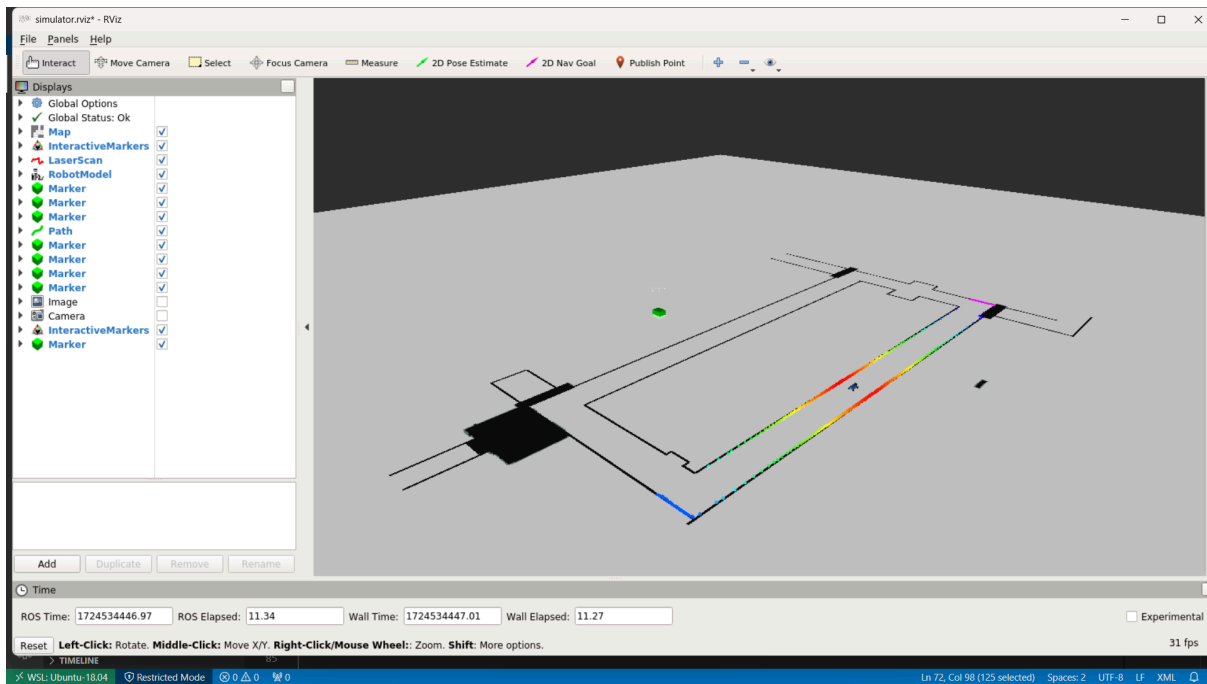 simulator.rviz* - RViz
File Panels Help
Interact Move Camera Select Focus Camera Measure 2D Pose Estimate 2D Nav Goal Publish Point
Displays
Global Options
Global Status: Ok
Map
InteractiveMarkers
LaserScan
RobotModel
Marker
Marker
Marker
Path
Marker
Marker
Marker
Marker
Image
Camera
InteractiveMarkers
Marker
Add Duplicate Remove Rename
Time
ROS Time: 1724534446.97 ROS Elapsed: 11.34 Wall Time: 1724534447.01 Wall Elapsed: 11.27 Experimental
Reset Left-Click: Rotate. Middle-Click: Move X/Y. Right-Click/Mouse Wheel:: Zoom. Shift: More options. 31 fps
TIMELINE 85
WSL: Ubuntu-18.04 Restricted Mode 0 0 0 Ln 72, Col 98 (125 selected) Spaces: 2 UTF-8 LF XML